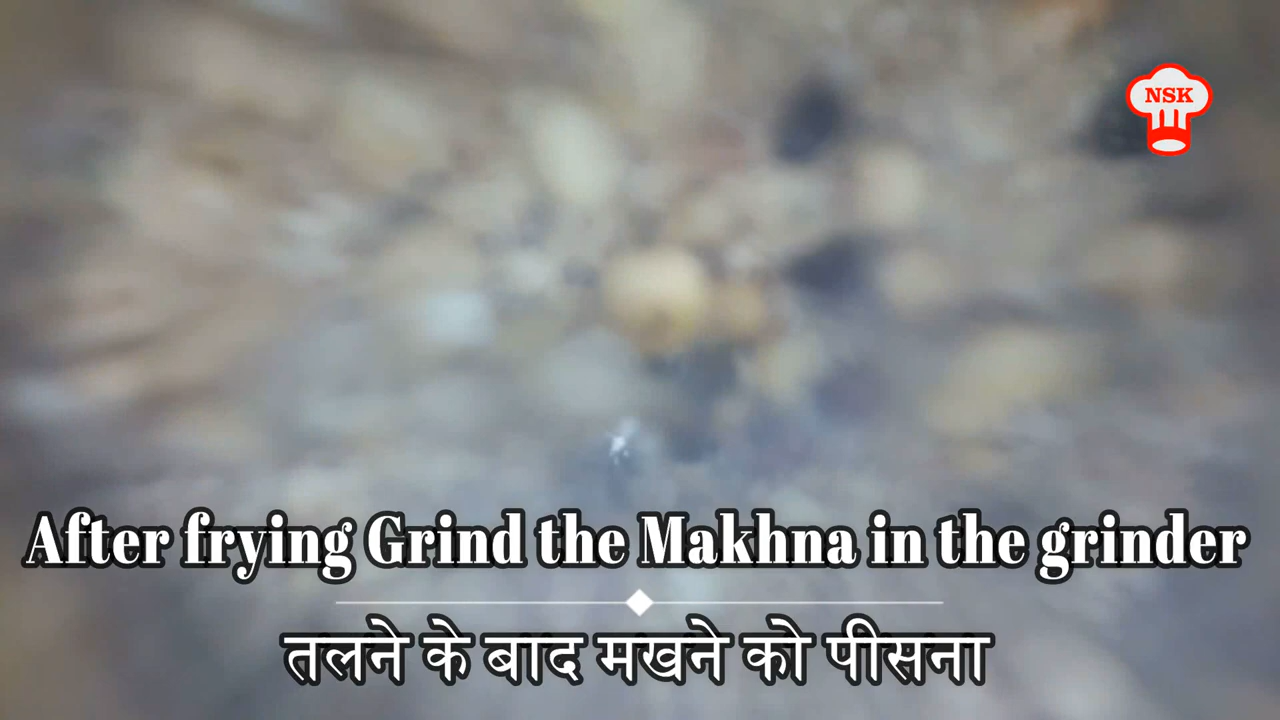 NSK
After frying Grind the Makhna in the grinder
तलने के बाद मखने को पीसना